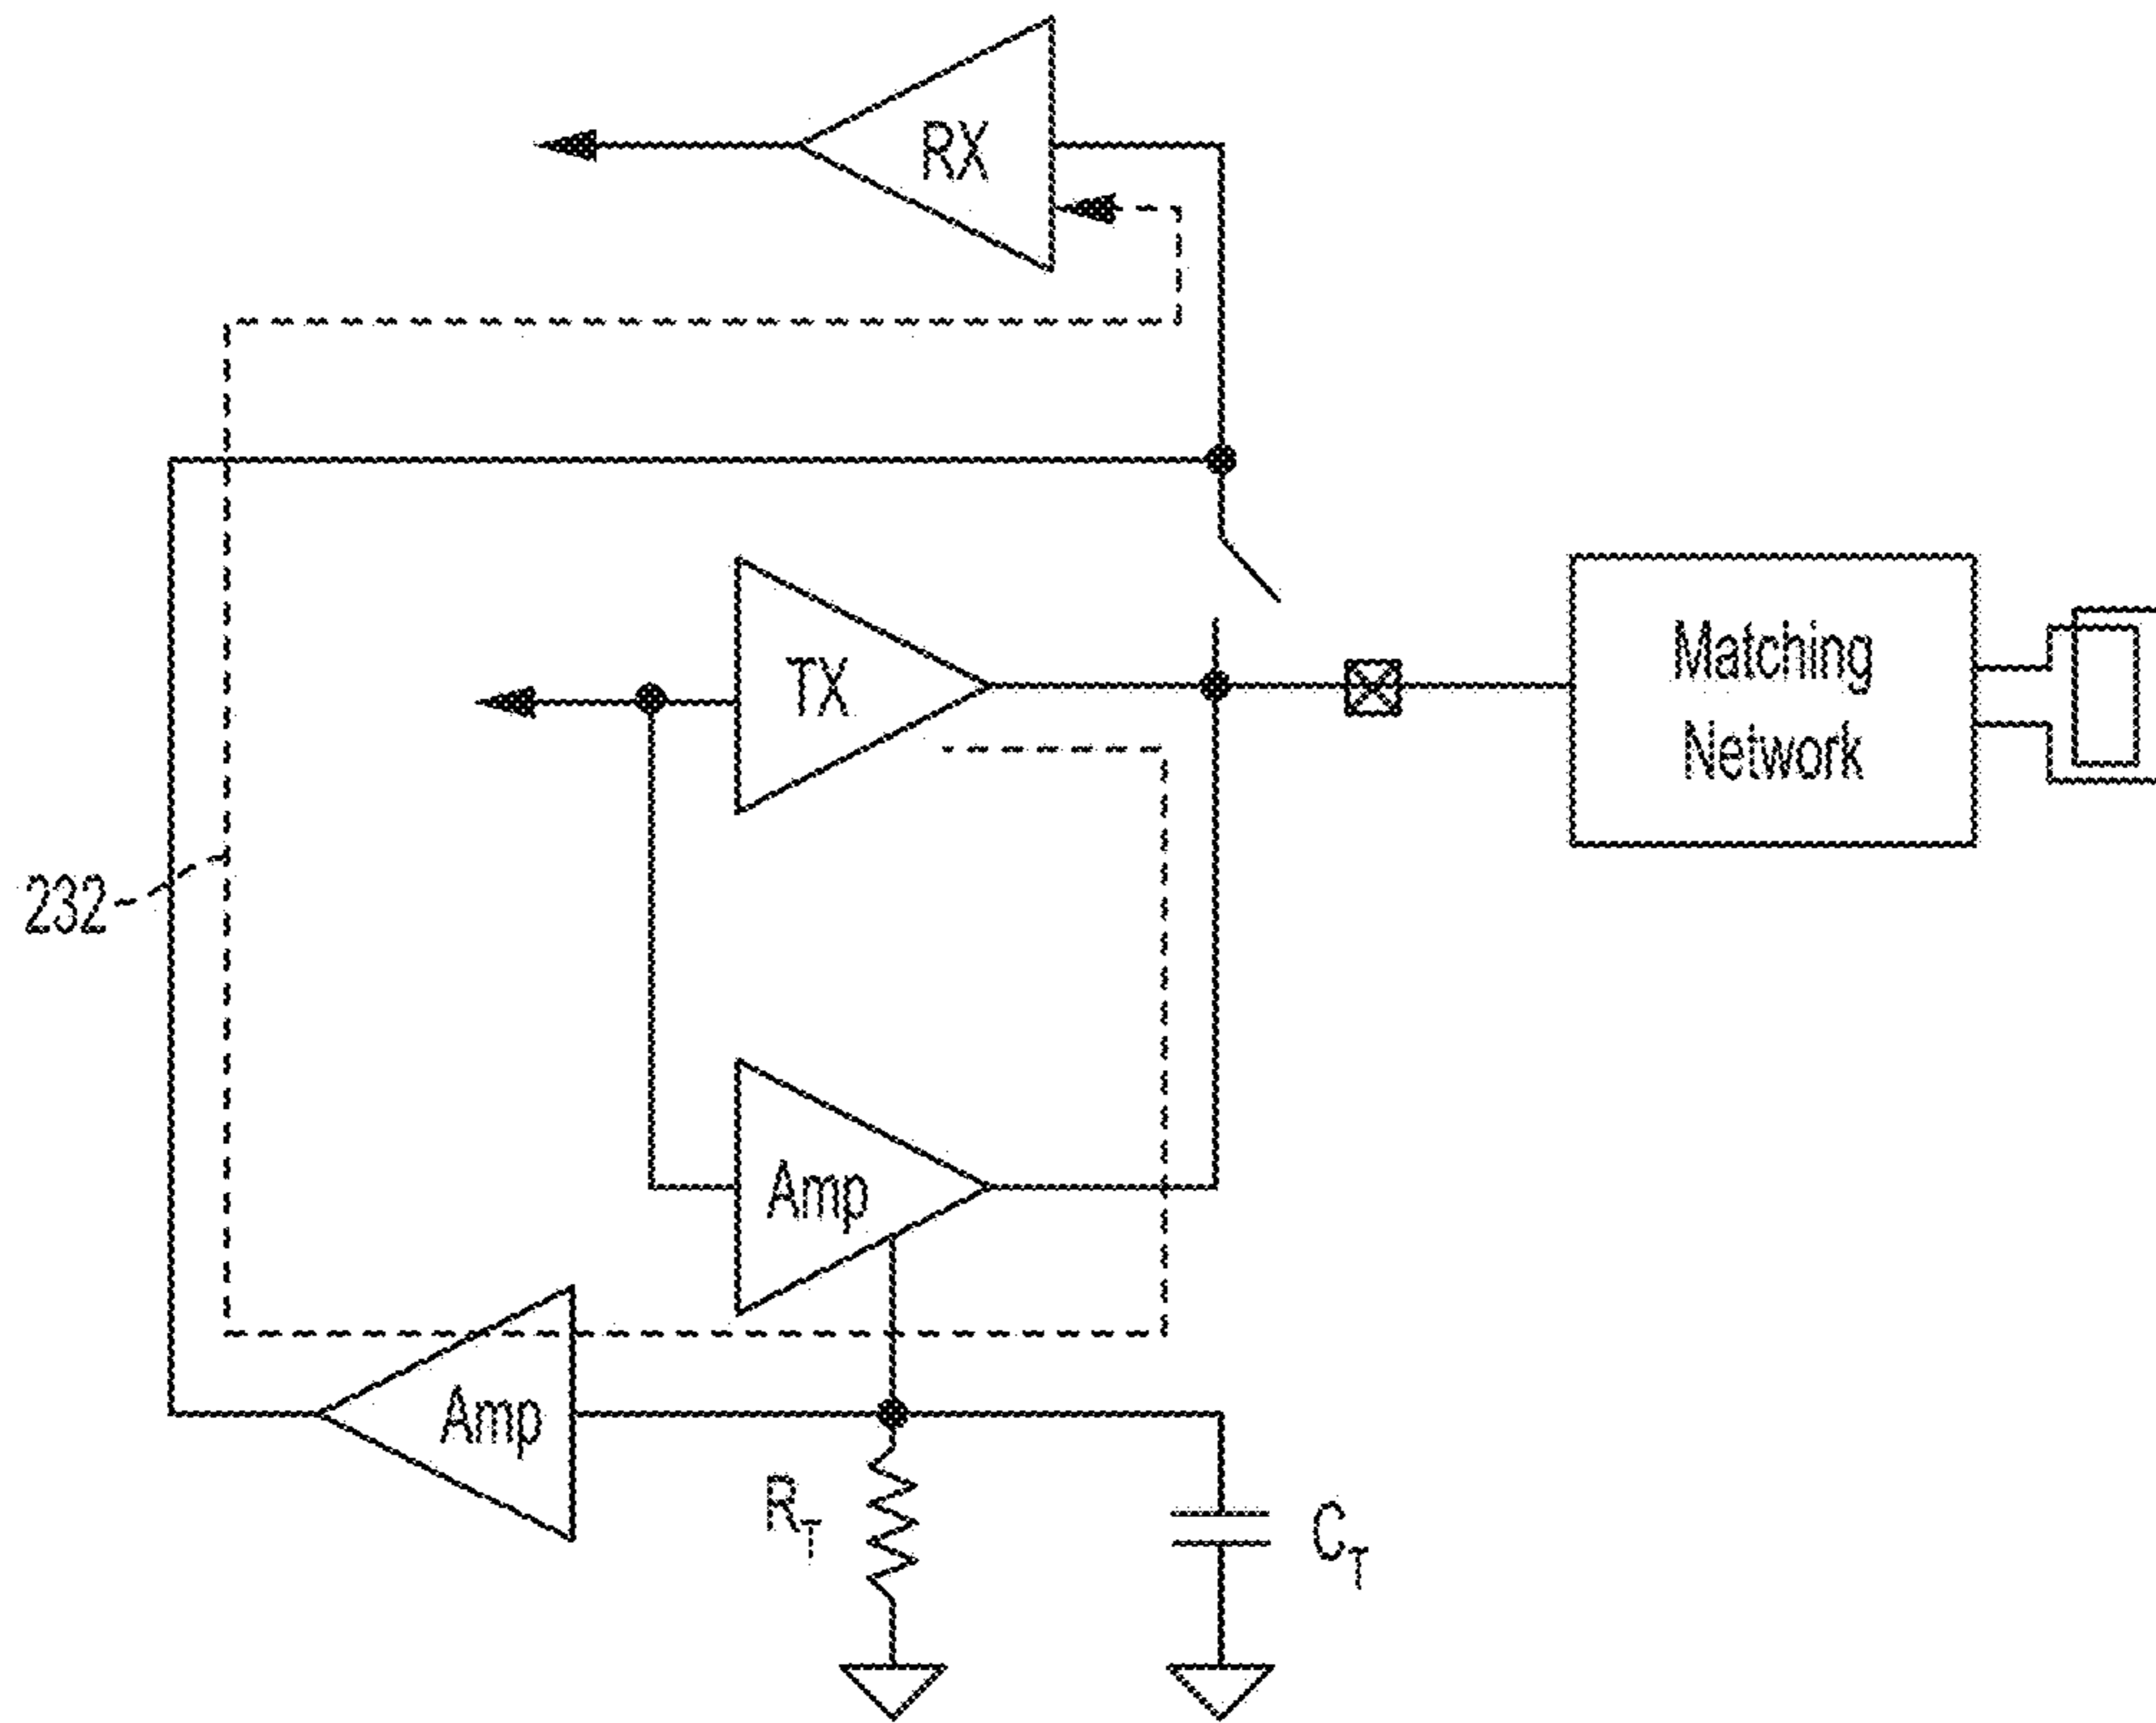 RX
TX
Matching
Network
232
Amp
Amp
R_T
C_T